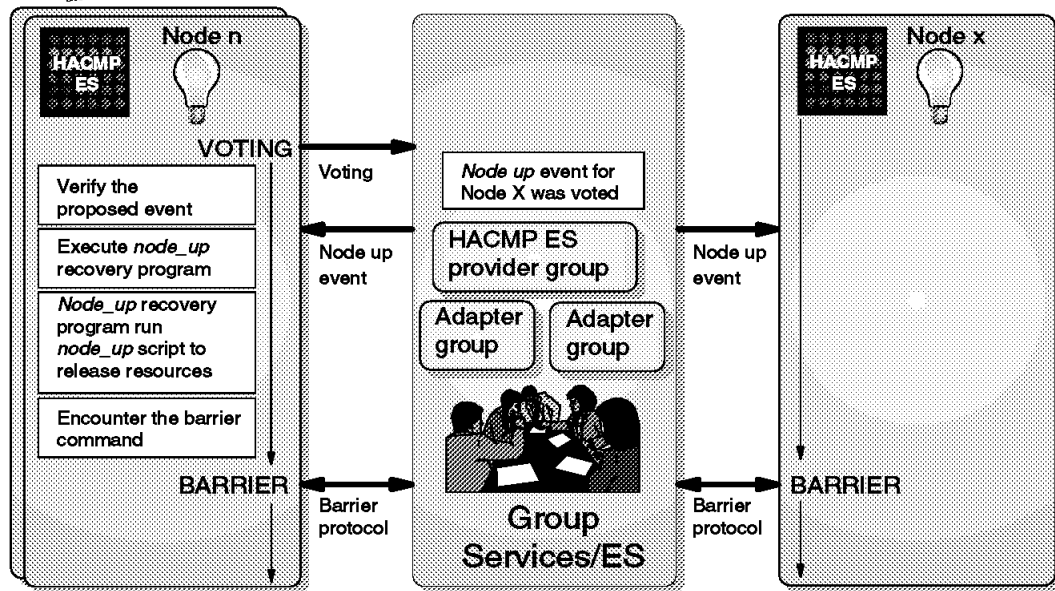 Node n
HACMP
ES
VOTING
Verify the
proposed event
Execute node_up
recovery program
Node_up recovery
program run
node_up script to
release resources
Encounter the barrier
command
BARRIER
Voting
Node up
event
Barrier
protocol
Node up event for
Node X was voted
HACMP ES
provider group
Adapter
group
Adapter
group
Group
Services/ES
Node up
event
Barrier
protocol
HACMP
ES
Node x
BARRIER